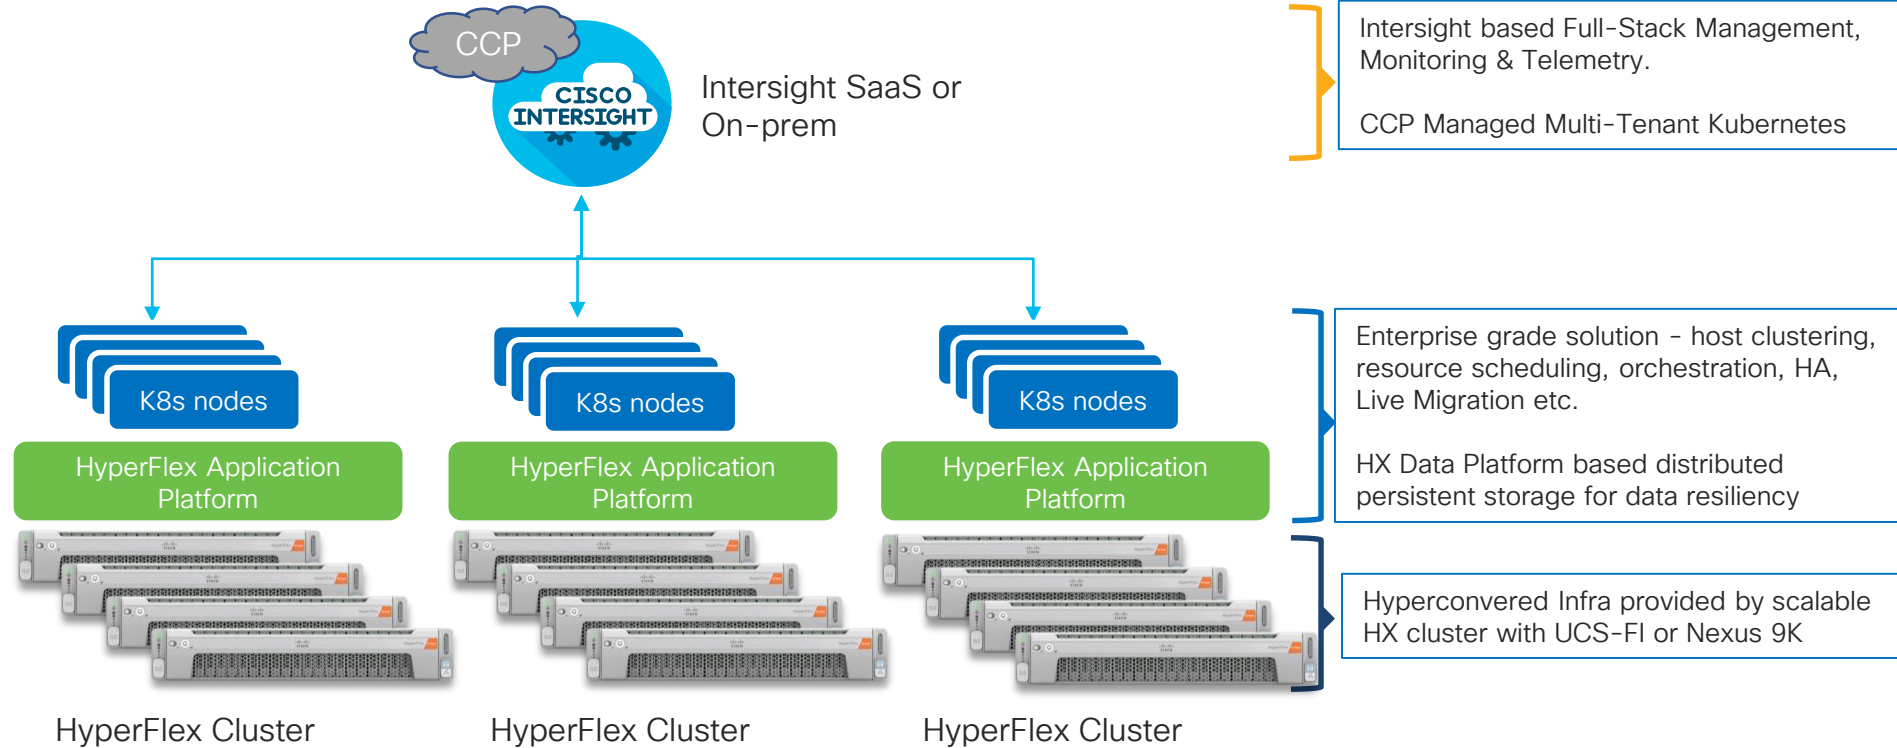 CCP
CISCO
INTERSIGHT
Intersight SaaS or
On-prem
Intersight based Full-Stack Management,
Monitoring & Telemetry.
CCP Managed Multi-Tenant Kubernetes
K8s nodes
K8s nodes
K8s nodes
HyperFlex Application
Platform
HyperFlex Application
Platform
HyperFlex Application
Platform
Enterprise grade solution - host clustering,
resource scheduling, orchestration, HA,
Live Migration etc.
HX Data Platform based distributed
persistent storage for data resiliency
Hyperconvered Infra provided by scalable
HX cluster with UCS-FI or Nexus 9K
HyperFlex Cluster
HyperFlex Cluster
HyperFlex Cluster